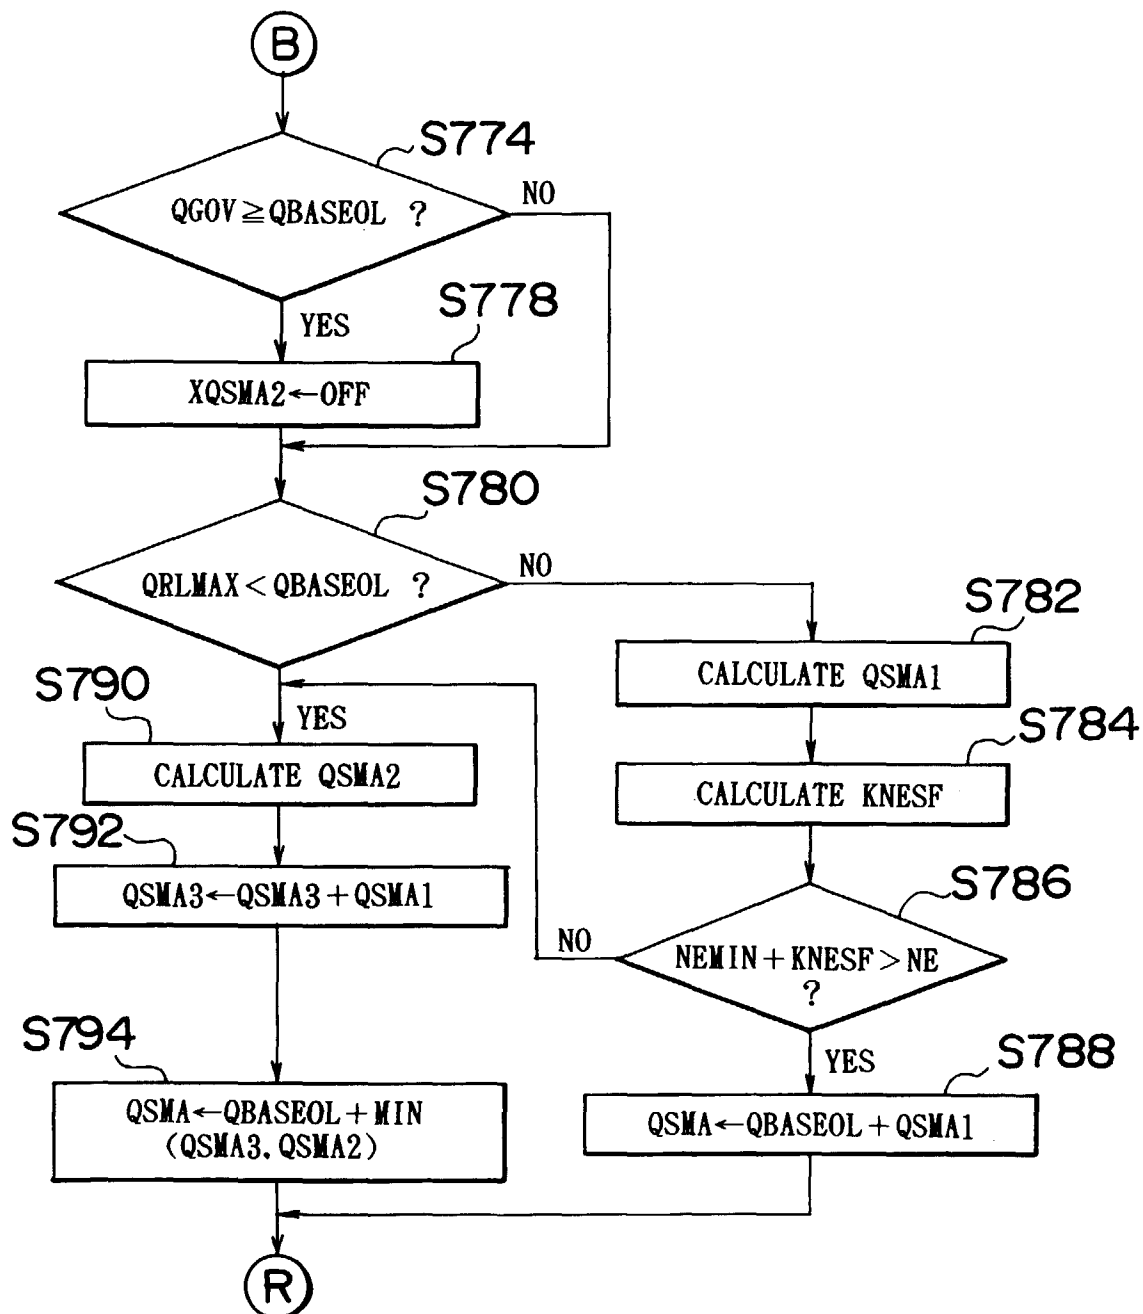 B
S774
QGOV≧QBASEOL ?
NO
YES
S778
XQSMA2←OFF
S780
QRLMAX<QBASEOL ?
NO
YES
S782
CALCULATE QSMA1
S784
CALCULATE KNESF
S786
NEMIN+KNESF>NE
?
NO
YES
S788
QSMA←QBASEOL+QSMA1
S790
CALCULATE QSMA2
S792
QSMA3←QSMA3+QSMA1
S794
QSMA←QBASEOL+MIN
(QSMA3.QSMA2)
R